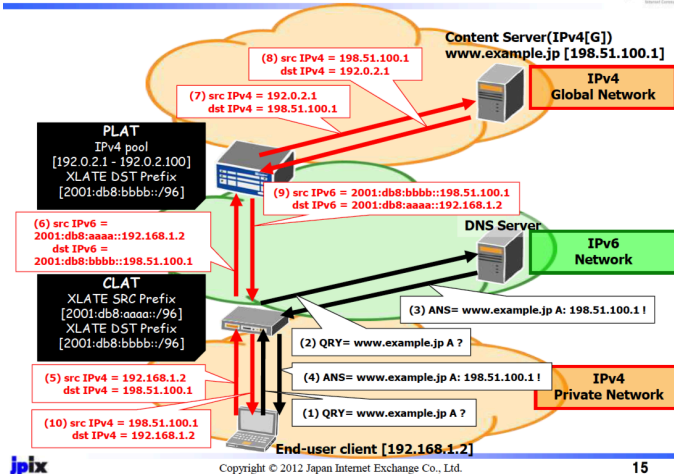 Content Server(IPv4[G])
www.example.jp [198.51.100.1]
(8) src IPv4 = 198.51.100.1
dst IPv4 = 192.0.2.1
IPv4
Global Network
(7) src IPv4 = 192.0.2.1
dst IPv4 = 198.51.100.1
PLAT
IPv4 pool
[192.0.2.1 - 192.0.2.100]
XLATE DST Prefix
[2001:db8:bbbb::/96]
(9) src IPv6 = 2001:db8:bbbb::198.51.100.1
dst IPv6 = 2001:db8:aaaa::192.168.1.2
(6) src IPv6 =
2001:db8:aaaa::192.168.1.2
dst IPv6 =
2001:db8:bbbb::198.51.100.1
DNS Server
IPv6
Network
CLAT
XLATE SRC Prefix
[2001:db8:aaaa::/96]
XLATE DST Prefix
[2001:db8:bbbb::/96]
(3) ANS= www.example.jp A: 198.51.100.1 !
(2) QRY= www.example.jp A ?
(5) src IPv4 = 192.168.1.2
dst IPv4 = 198.51.100.1
(4) ANS= www.example.jp A: 198.51.100.1 !
IPv4
Private Network
(10) src IPv4 = 198.51.100.1
dst IPv4 = 192.168.1.2
(1) QRY= www.example.jp A ?
End-user client [192.168.1.2]
jpix
Copyright © 2012 Japan Internet Exchange Co., Ltd.
15